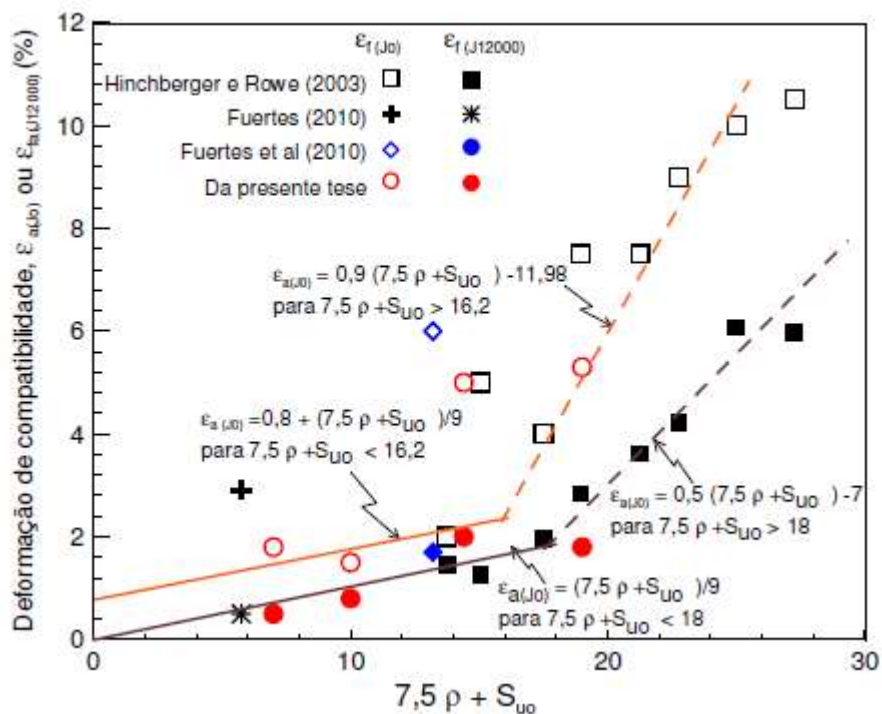 12
10
8
6
4
2
0
Deformação de compatibilidade, ε a(Jo) ou ε fa(J12000) (%)
ε f(Jo) ε f(J12000)
Hinchberger e Rowe (2003)
Fuertes (2010)
Fuertes et al (2010)
Da presente tese
ε a(J0) = 0,9 (7,5 ρ +S uo ) -11,98
para 7,5 ρ +S uo > 16,2
ε a (J0) =0,8 + (7,5 ρ +S uo )/9
para 7,5 ρ +S uo < 16,2
ε a(J0) = 0,5 (7,5 ρ +S uo ) -7
para 7,5 ρ +S uo > 18
ε a(Jo) = (7,5 ρ +S uo )/9
para 7,5 ρ +S uo < 18
0 10 20 30
7,5 ρ + S uo